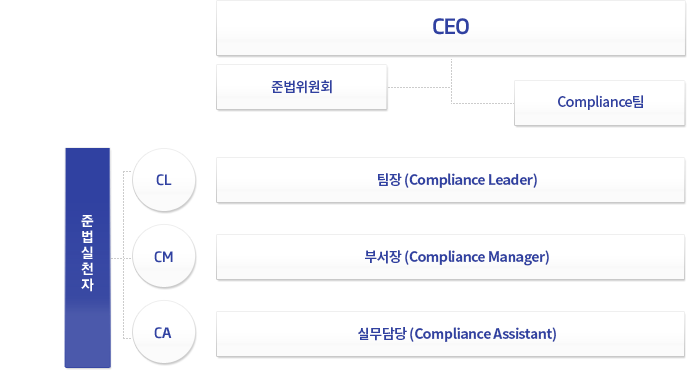 CEO
준법위원회
Compliance팀
준법실천자
CL
팀장 (Compliance Leader)
CM
부서장 (Compliance Manager)
CA
실무담당 (Compliance Assistant)